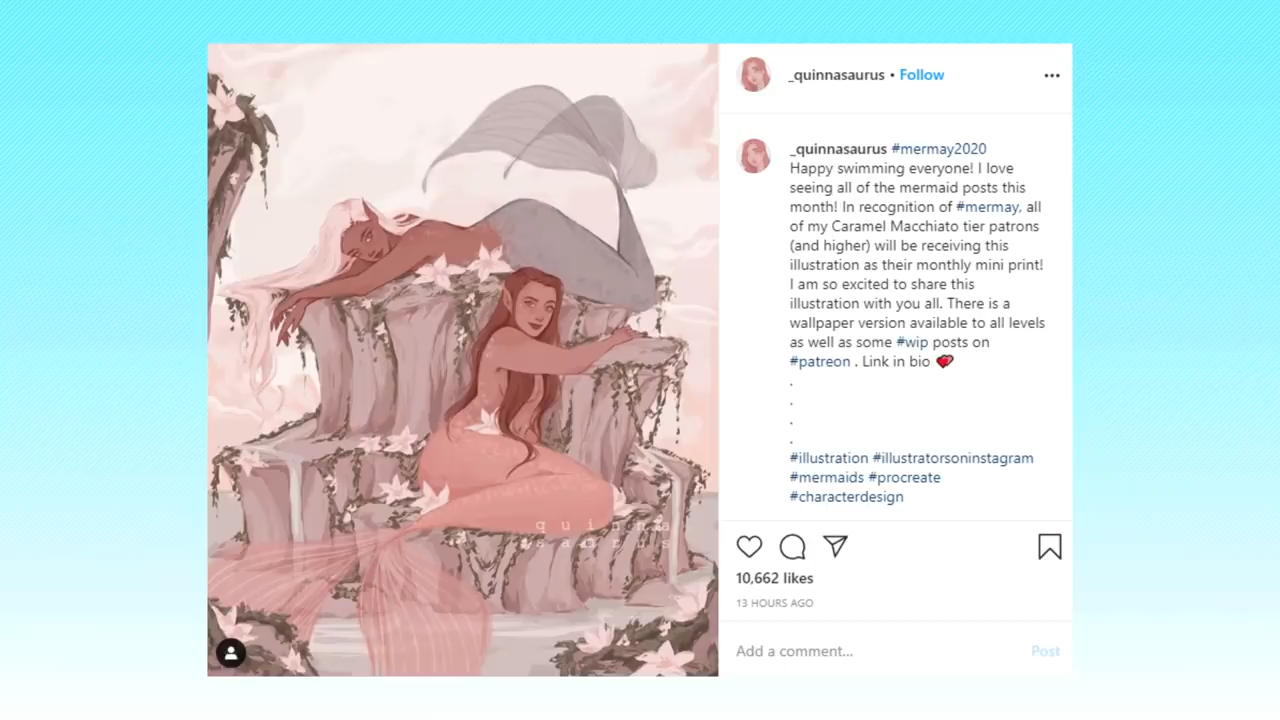 _quinnasaurus • Follow
_quinnasaurus #mermay2020
Happy swimming everyone! I love
seeing all of the mermaid posts this
month! In recognition of #mermay, all
of my Caramel Macchiato tier patrons
(and higher) will be receiving this
illustration as their monthly mini print!
I am so excited to share this
illustration with you all. There is a
wallpaper version available to all levels
as well as some #wip posts on
#patreon . Link in bio
.
.
.
.
#illustration #illustratorsoninstagram
#mermaids #procreate
#characterdesign
quinna
saurus
10,662 likes
13 HOURS AGO
Add a comment... Post